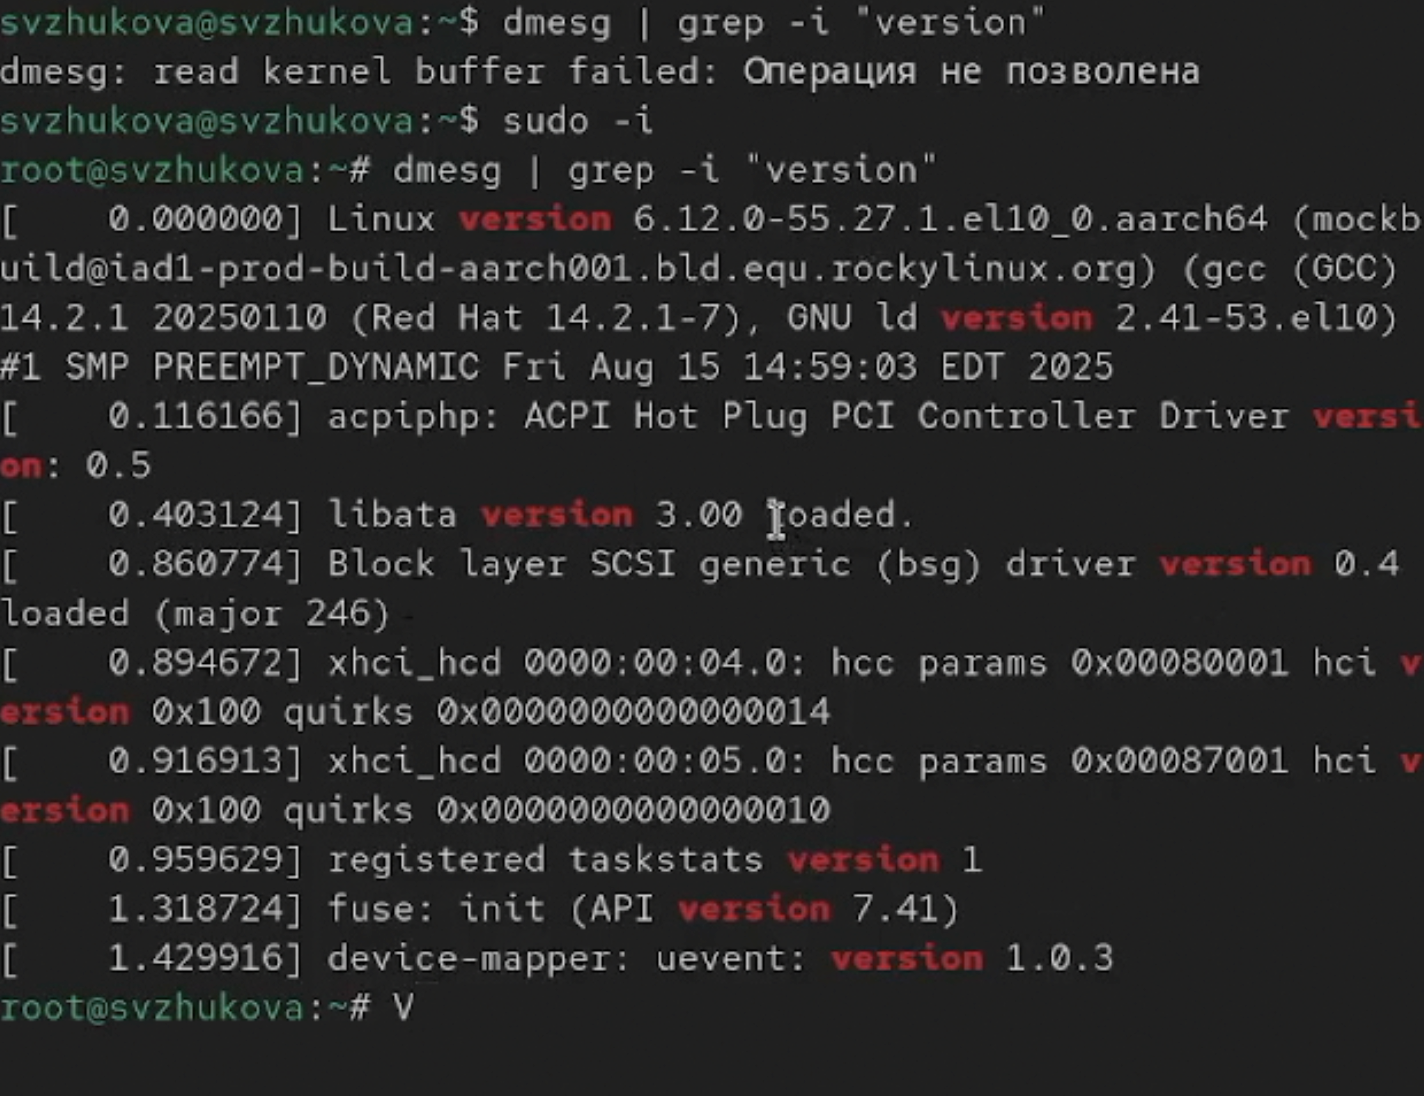 svzhukova@svzhukova:~$ dmesg | grep -i "version"
dmesg: read kernel buffer failed: Операция не позволена
svzhukova@svzhukova:~$ sudo -i
root@svzhukova:~# dmesg | grep -i "version"
[    0.000000] Linux version 6.12.0-55.27.1.el10_0.aarch64 (mockb
uild@iad1-prod-build-aarch001.bld.equ.rockylinux.org) (gcc (GCC)
14.2.1 20250110 (Red Hat 14.2.1-7), GNU ld version 2.41-53.el10)
#1 SMP PREEMPT_DYNAMIC Fri Aug 15 14:59:03 EDT 2025
[    0.116166] acpiphp: ACPI Hot Plug PCI Controller Driver versi
on: 0.5
[    0.403124] libata version 3.00 loaded.
[    0.860774] Block layer SCSI generic (bsg) driver version 0.4
loaded (major 246)
[    0.894672] xhci_hcd 0000:00:04.0: hcc params 0x00080001 hci v
ersion 0x100 quirks 0x0000000000000014
[    0.916913] xhci_hcd 0000:00:05.0: hcc params 0x00087001 hci v
ersion 0x100 quirks 0x0000000000000010
[    0.959629] registered taskstats version 1
[    1.318724] fuse: init (API version 7.41)
[    1.429916] device-mapper: uevent: version 1.0.3
root@svzhukova:~# V